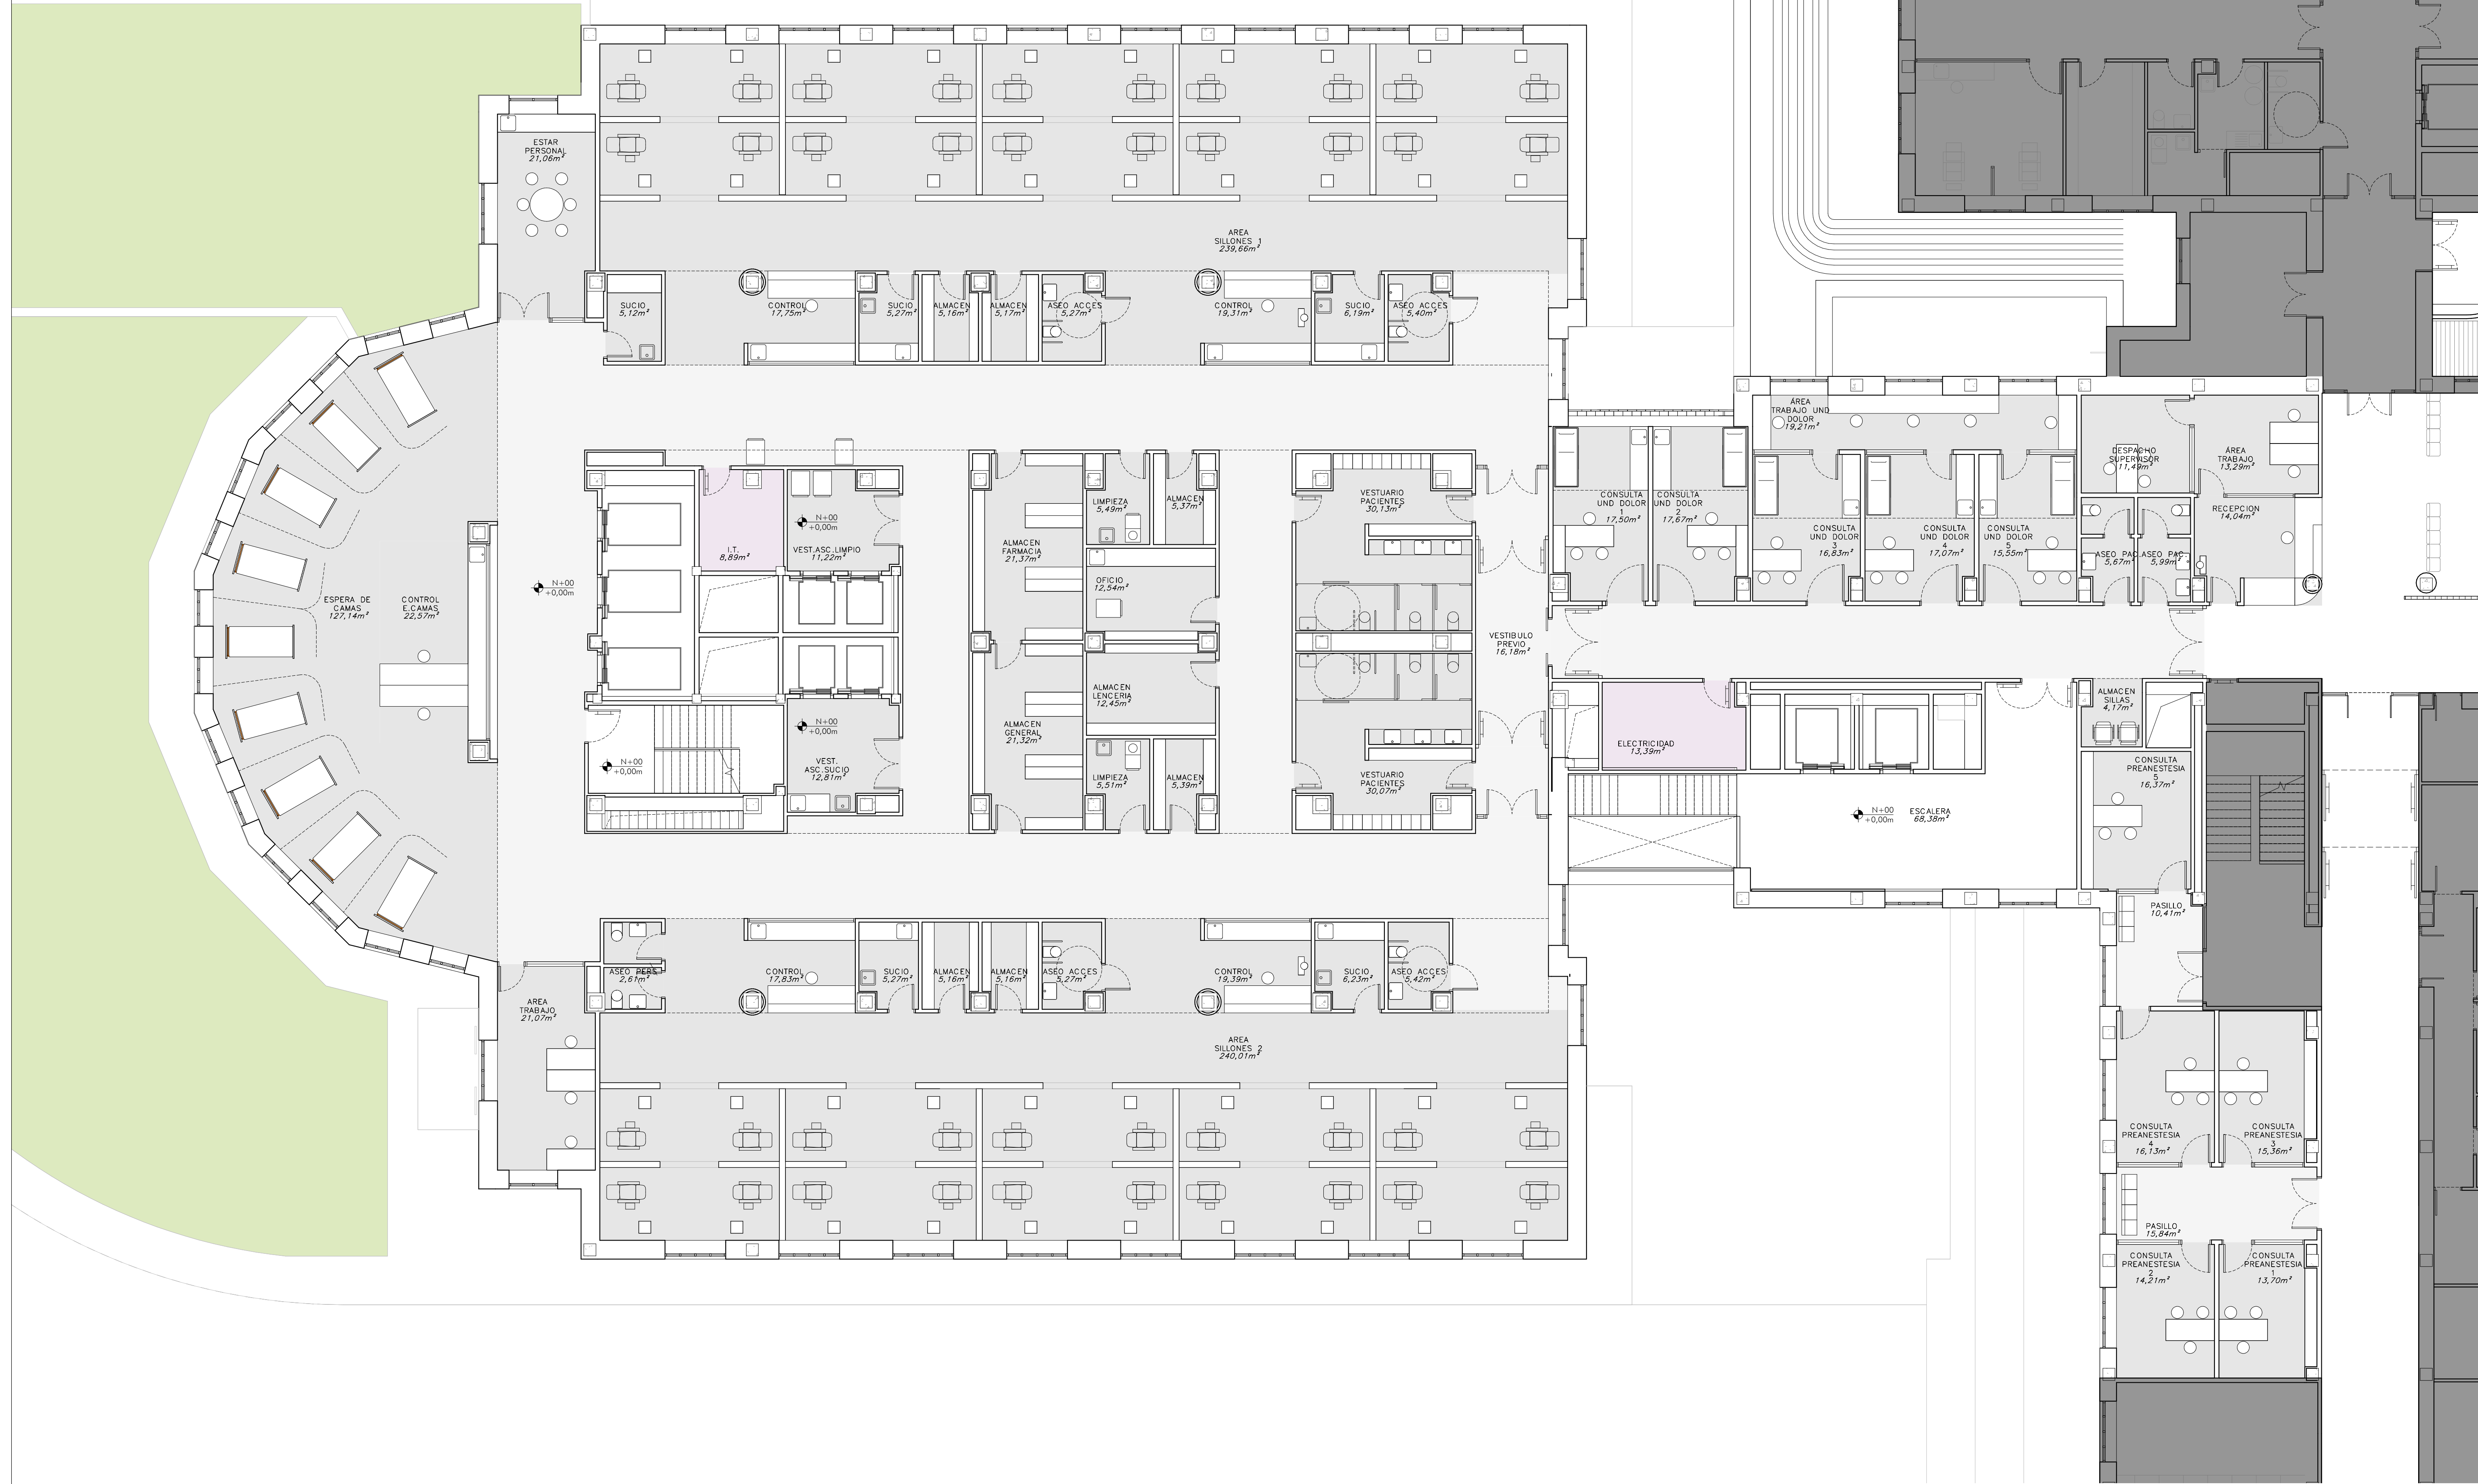 ESTAR
PERSONAL
21,06m²
AREA
SILLONES 1
239,66m²
SUCIO
5,12m²
CONTROL
17,75m²
SUCIO
5,27m²
ALMACEN
5,16m²
ALMACEN
5,17m²
ASEO ACCES
5,27m²
CONTROL
19,31m²
SUCIO
6,19m²
ASEO ACCES
5,40m²
ÁREA
TRABAJO UND
DOLOR
19,21m²
DESPACHO
SUPERVISOR
11,49m²
ÁREA
TRABAJO
13,29m²
RECEPCION
14,04m²
CONSULTA
UND DOLOR
1
17,50m²
CONSULTA
UND DOLOR
2
17,67m²
CONSULTA
UND DOLOR
3
16,83m²
CONSULTA
UND DOLOR
4
17,07m²
CONSULTA
UND DOLOR
5
15,55m²
ASEO PAC.
5,67m²
ASEO PAC.
5,99m²
I.T.
8,89m²
N+00
+0,00m
VEST.ASC.LIMPIO
11,22m²
ALMACEN
FARMACIA
21,37m²
LIMPIEZA
5,49m²
ALMACEN
5,37m²
OFICIO
12,54m²
VESTUARIO
PACIENTES
30,13m²
N+00
+0,00m
ESPERA DE
CAMAS
127,14m²
CONTROL
E.CAMAS
22,57m²
VESTIBULO
PREVIO
16,18m²
ALMACEN
LENCERIA
12,45m²
ALMACEN
GENERAL
21,32m²
N+00
+0,00m
N+00
+0,00m
VEST.
ASC.SUCIO
12,81m²
LIMPIEZA
5,51m²
ALMACEN
5,39m²
VESTUARIO
PACIENTES
30,07m²
ELECTRICIDAD
13,39m²
ALMACEN
SILLAS
4,17m²
CONSULTA
PREANESTESIA
5
16,37m²
N+00
+0,00m
ESCALERA
68,38m²
PASILLO
10,41m²
ASEO PERS.
2,61m²
CONTROL
17,83m²
SUCIO
5,27m²
ALMACEN
5,16m²
ALMACEN
5,16m²
ASEO ACCES
5,27m²
CONTROL
19,39m²
SUCIO
6,23m²
ASEO ACCES
5,42m²
AREA
TRABAJO
21,07m²
AREA
SILLONES 2
240,01m²
CONSULTA
PREANESTESIA
4
16,13m²
CONSULTA
PREANESTESIA
3
15,36m²
PASILLO
15,84m²
CONSULTA
PREANESTESIA
2
14,21m²
CONSULTA
PREANESTESIA
1
13,70m²